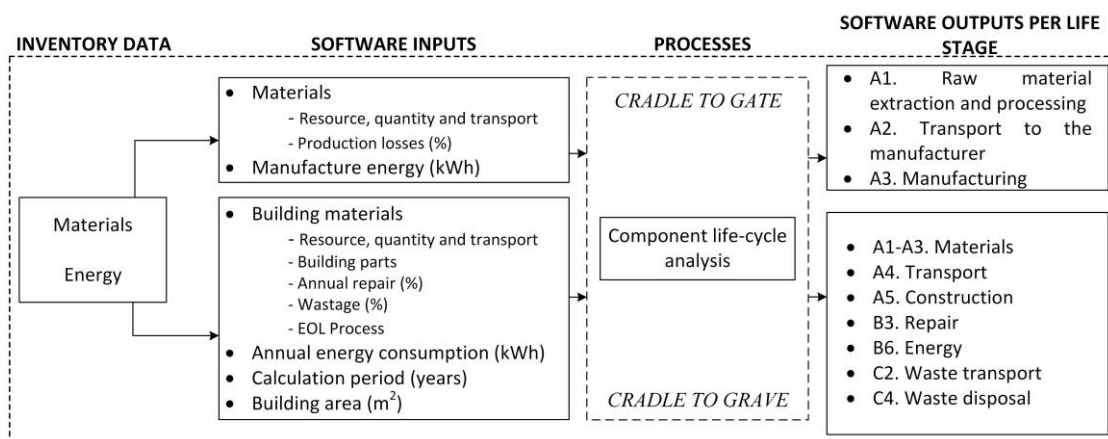 INVENTORY DATA
SOFTWARE INPUTS
PROCESSES
SOFTWARE OUTPUTS PER LIFE
STAGE
Materials
Energy
• Materials
- Resource, quantity and transport
- Production losses (%)
• Manufacture energy (kWh)
• Building materials
- Resource, quantity and transport
- Building parts
- Annual repair (%)
- Wastage (%)
- EOL Process
• Annual energy consumption (kWh)
• Calculation period (years)
• Building area (m²)
CRADLE TO GATE
Component life-cycle
analysis
CRADLE TO GRAVE
• A1. Raw material
extraction and processing
• A2. Transport to the
manufacturer
• A3. Manufacturing
• A1-A3. Materials
• A4. Transport
• A5. Construction
• B3. Repair
• B6. Energy
• C2. Waste transport
• C4. Waste disposal